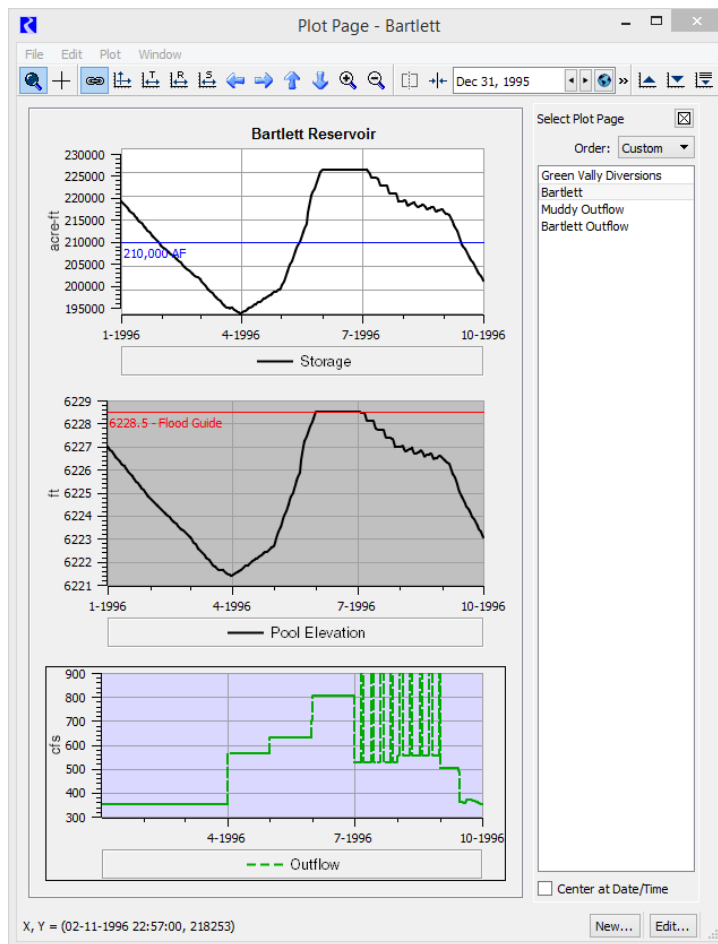 Plot Page - Bartlett
File Edit Plot Window
T R S Dec 31, 1995 »
Bartlett Reservoir
230000
225000
220000
215000
210000
205000
200000
195000
acre-ft
210,000 AF
1-1996 4-1996 7-1996 10-1996
Storage
6229
6228
6227
6226
6225
6224
6223
6222
6221
ft
6228.5 - Flood Guide
1-1996 4-1996 7-1996 10-1996
Pool Elevation
900
800
700
600
500
400
300
cfs
4-1996 7-1996 10-1996
Outflow
Select Plot Page
Order: Custom
Green Vally Diversions
Bartlett
Muddy Outflow
Bartlett Outflow
Center at Date/Time
X, Y = (02-11-1996 22:57:00, 218253)
New... Edit...